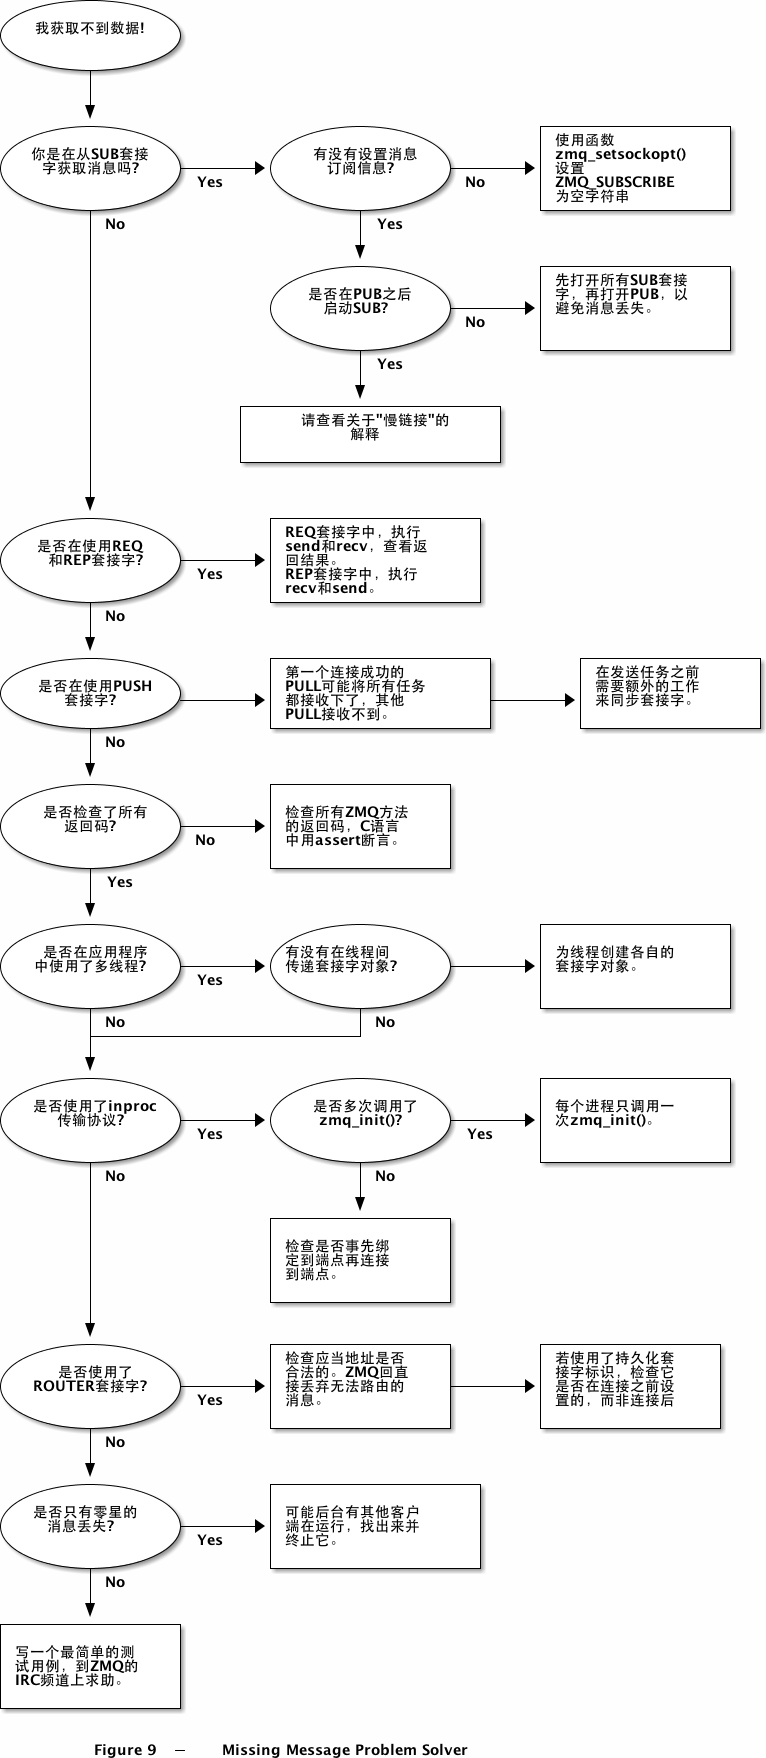 我获取不到数据!
你是在从SUB套接
字获取消息吗?
Yes
有没有设置消息
订阅信息?
No
使用函数
zmq_setsockopt()
设置
ZMQ_SUBSCRIBE
为空字符串
No
Yes
是否在PUB之后
启动SUB?
No
先打开所有SUB套接
字，再打开PUB，以
避免消息丢失。
Yes
请查看关于"慢链接"的
解释
是否在使用REQ
和REP套接字?
Yes
REQ套接字中，执行
send和recv，查看返
回结果。
REP套接字中，执行
recv和send。
No
是否在使用PUSH
套接字?
第一个连接成功的
PULL可能将所有任务
都接收下了，其他
PULL接收不到。
在发送任务之前
需要额外的工作
来同步套接字。
No
是否检查了所有
返回码?
No
检查所有ZMQ方法
的返回码，C语言
中用assert断言。
Yes
是否在应用程序
中使用了多线程?
Yes
有没有在线程间
传递套接字对象?
为线程创建各自的
套接字对象。
No
No
是否使用了inproc
传输协议?
Yes
是否多次调用了
zmq_init()?
Yes
每个进程只调用一
次zmq_init()。
No
No
检查是否事先绑
定到端点再连接
到端点。
是否使用了
ROUTER套接字?
Yes
检查应当地址是否
合法的。ZMQ回直
接丢弃无法路由的
消息。
若使用了持久化套
接字标识，检查它
是否在连接之前设
置的，而非连接后
No
是否只有零星的
消息丢失?
Yes
可能后台有其他客户
端在运行，找出来并
终止它。
No
写一个最简单的测
试用例，到ZMQ的
IRC频道上求助。
Figure 9 — Missing Message Problem Solver